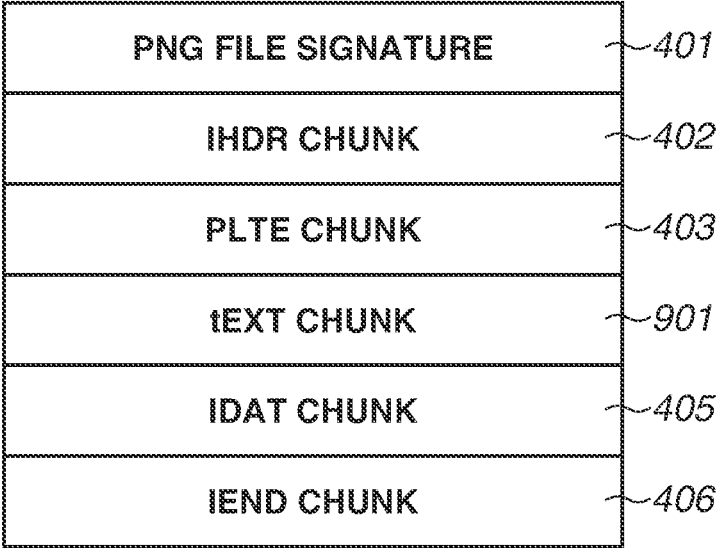 PNG FILE SIGNATURE 401
IHDR CHUNK 402
PLTE CHUNK 403
tEXT CHUNK 901
IDAT CHUNK 405
IEND CHUNK 406